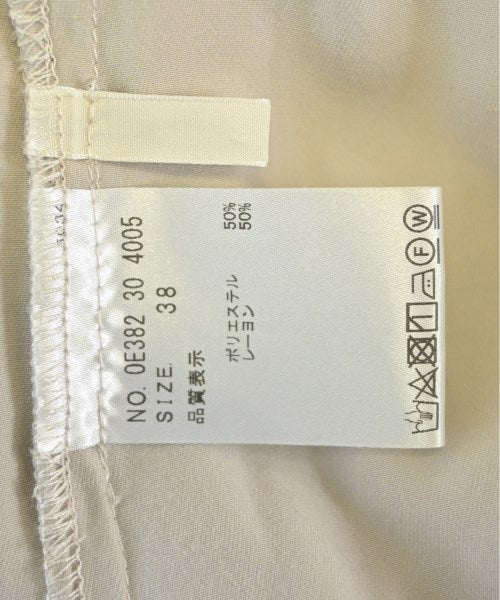 NO. 0E382 30 4005
SIZE. 38
品質表示
ポリエステル 50%
レーヨン 50%
F W